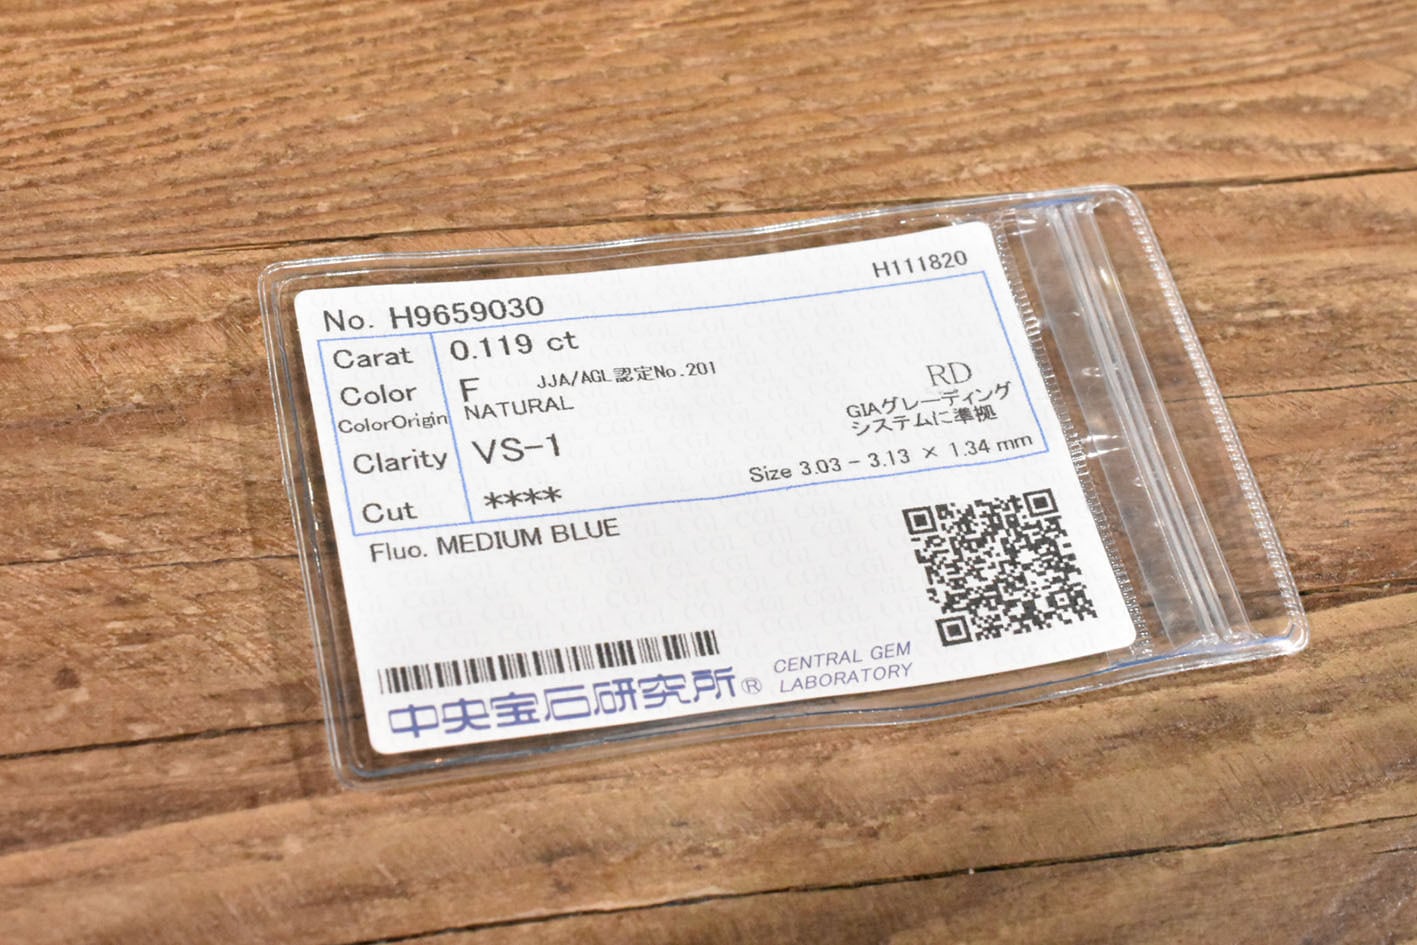 No. H9659030
H111820
Carat 0.119 ct
Color F JJA/AGL認定No.201
ColorOrigin NATURAL
RD
GIAグレーディング
システムに準拠
Clarity VS-1
Size 3.03 - 3.13 × 1.34 mm
Cut ****
Fluo. MEDIUM BLUE
中央宝石研究所® CENTRAL GEM
LABORATORY